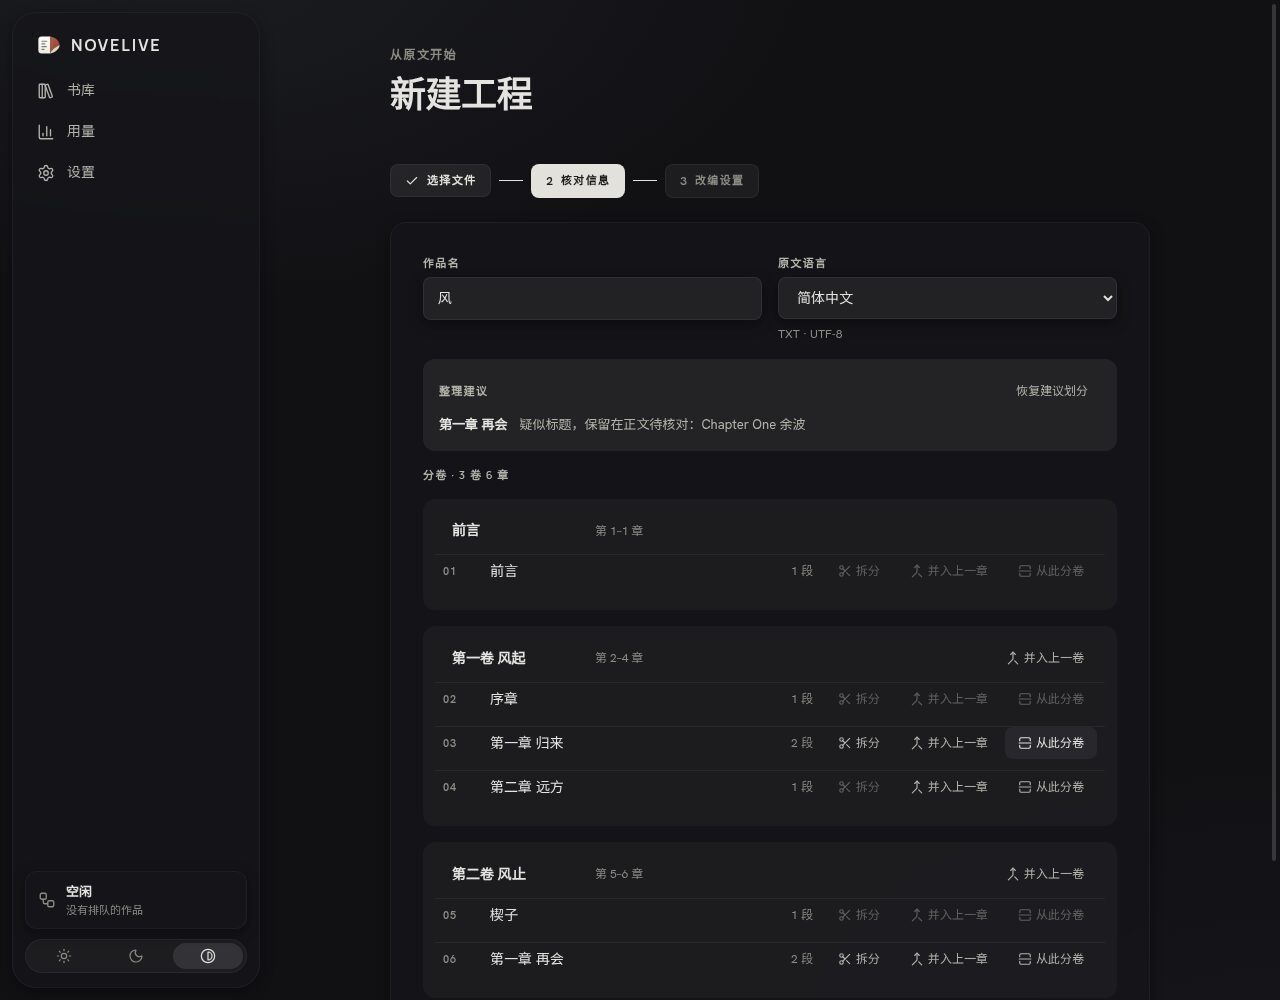 NOVELIVE
书库
用量
设置
空闲
没有排队的作品
从原文开始
新建工程
选择文件
2 核对信息
3 改编设置
作品名
原文语言
风
简体中文
TXT · UTF-8
整理建议
恢复建议划分
第一章 再会 疑似标题，保留在正文待核对：Chapter One 余波
分卷 · 3 卷 6 章
前言 第 1–1 章
01 前言 1 段 拆分 并入上一章 从此分卷
第一卷 风起 第 2–4 章 并入上一卷
02 序章 1 段 拆分 并入上一章 从此分卷
03 第一章 归来 2 段 拆分 并入上一章 从此分卷
04 第二章 远方 1 段 拆分 并入上一章 从此分卷
第二卷 风止 第 5–6 章 并入上一卷
05 楔子 1 段 拆分 并入上一章 从此分卷
06 第一章 再会 2 段 拆分 并入上一章 从此分卷